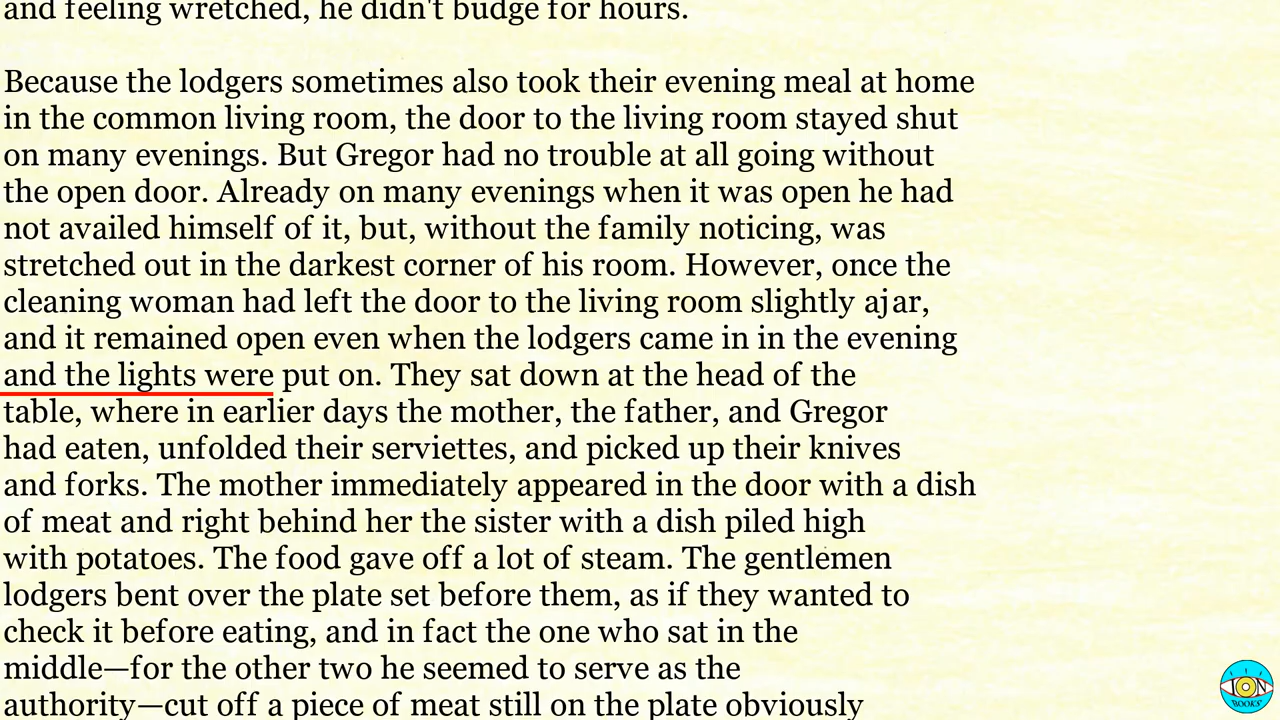 and feeling wretched, he didn't budge for hours.
Because the lodgers sometimes also took their evening meal at home
in the common living room, the door to the living room stayed shut
on many evenings. But Gregor had no trouble at all going without
the open door. Already on many evenings when it was open he had
not availed himself of it, but, without the family noticing, was
stretched out in the darkest corner of his room. However, once the
cleaning woman had left the door to the living room slightly ajar,
and it remained open even when the lodgers came in in the evening
and the lights were put on. They sat down at the head of the
table, where in earlier days the mother, the father, and Gregor
had eaten, unfolded their serviettes, and picked up their knives
and forks. The mother immediately appeared in the door with a dish
of meat and right behind her the sister with a dish piled high
with potatoes. The food gave off a lot of steam. The gentlemen
lodgers bent over the plate set before them, as if they wanted to
check it before eating, and in fact the one who sat in the
middle—for the other two he seemed to serve as the
authority—cut off a piece of meat still on the plate obviously
ION
BOOKS